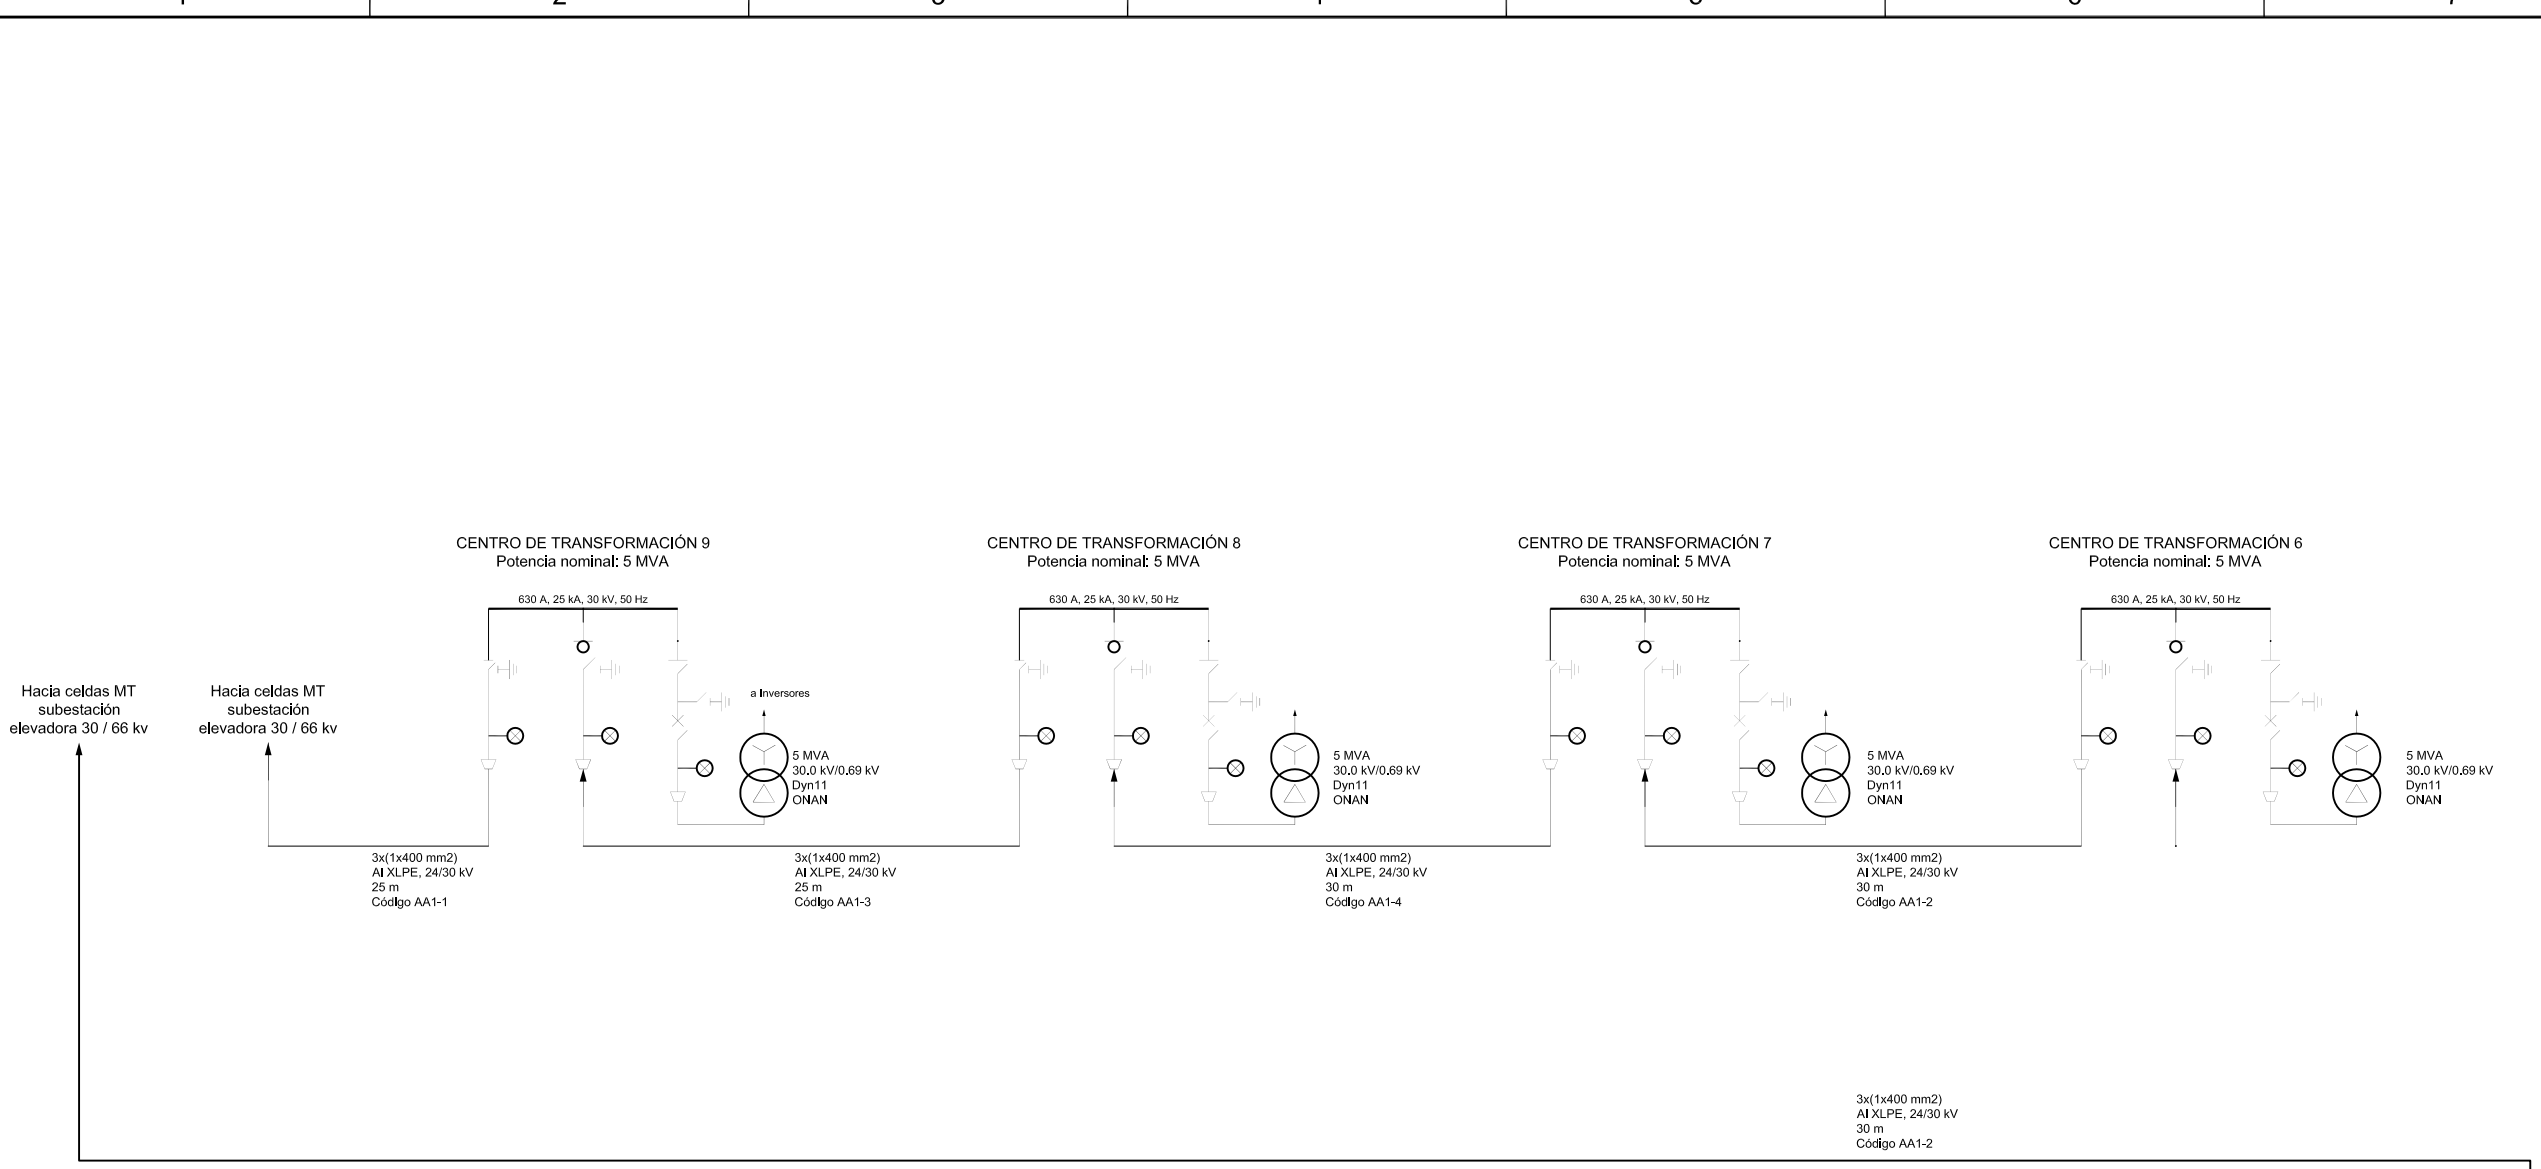 CENTRO DE TRANSFORMACIÓN 9
Potencia nominal: 5 MVA
630 A, 25 kA, 30 kV, 50 Hz
CENTRO DE TRANSFORMACIÓN 8
Potencia nominal: 5 MVA
630 A, 25 kA, 30 kV, 50 Hz
CENTRO DE TRANSFORMACIÓN 7
Potencia nominal: 5 MVA
630 A, 25 kA, 30 kV, 50 Hz
CENTRO DE TRANSFORMACIÓN 6
Potencia nominal: 5 MVA
630 A, 25 kA, 30 kV, 50 Hz
Hacia celdas MT
subestación
elevadora 30 / 66 kv
Hacia celdas MT
subestación
elevadora 30 / 66 kv
a Inversores
5 MVA
30.0 kV/0.69 kV
Dyn11
ONAN
5 MVA
30.0 kV/0.69 kV
Dyn11
ONAN
5 MVA
30.0 kV/0.69 kV
Dyn11
ONAN
5 MVA
30.0 kV/0.69 kV
Dyn11
ONAN
3x(1x400 mm2)
Al XLPE, 24/30 kV
25 m
Código AA1-1
3x(1x400 mm2)
Al XLPE, 24/30 kV
25 m
Código AA1-3
3x(1x400 mm2)
Al XLPE, 24/30 kV
30 m
Código AA1-4
3x(1x400 mm2)
Al XLPE, 24/30 kV
30 m
Código AA1-2
3x(1x400 mm2)
Al XLPE, 24/30 kV
30 m
Código AA1-2